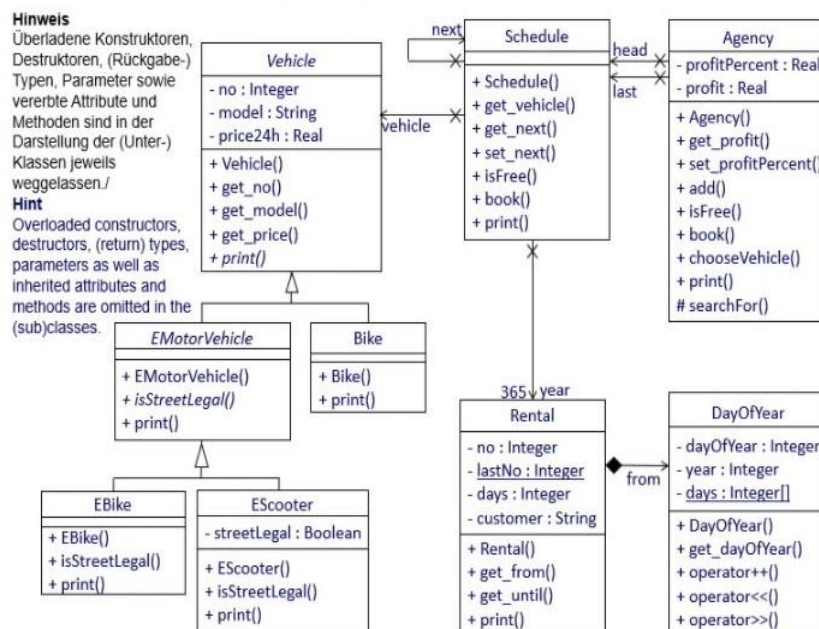 Hinweis
Überladene Konstruktoren,
Destruktoren, (Rückgabe-)
Typen, Parameter sowie
vererbte Attribute und
Methoden sind in der
Darstellung der (Unter-)
Klassen jeweils
weggelassen./
Hint
Overloaded constructors,
destructors, (return) types,
parameters as well as
inherited attributes and
methods are omitted in the
(sub)classes.
Vehicle
- no : Integer
- model : String
- price24h : Real
+ Vehicle()
+ get_no()
+ get_model()
+ get_price()
+ print()
vehicle
next
Schedule
+ Schedule()
+ get_vehicle()
+ get_next()
+ set_next()
+ isFree()
+ book()
+ print()
head
last
Agency
- profitPercent : Real
- profit : Real
+ Agency()
+ get_profit()
+ set_profitPercent()
+ add()
+ isFree()
+ book()
+ chooseVehicle()
+ print()
# searchFor()
EMotorVehicle
+ EMotorVehicle()
+ isStreetLegal()
+ print()
Bike
+ Bike()
+ print()
365 year
EBike
+ EBike()
+ isStreetLegal()
+ print()
EScooter
- streetLegal : Boolean
+ EScooter()
+ isStreetLegal()
+ print()
Rental
- no : Integer
- lastNo : Integer
- days : Integer
- customer : String
+ Rental()
+ get_from()
+ get_until()
+ print()
from
DayOfYear
- dayOfYear : Integer
- year : Integer
- days : Integer[]
+ DayOfYear()
+ get_dayOfYear()
+ operator++()
+ operator<<()
+ operator>>()